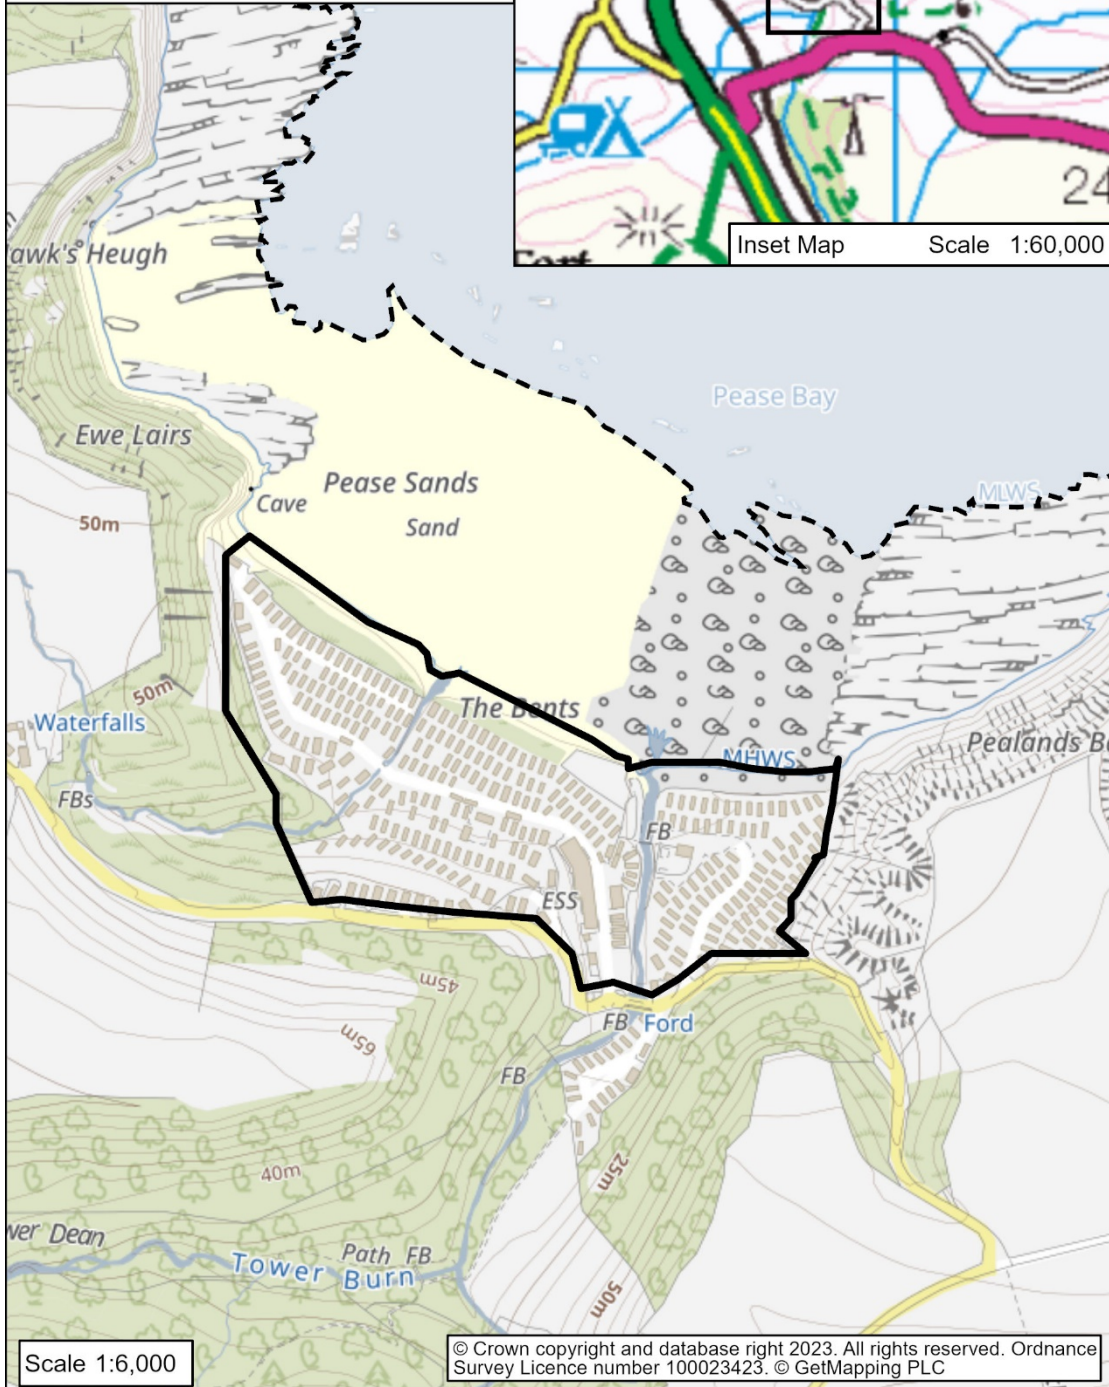 24
Inset Map Scale 1:60,000
Fort
awk's Heugh
Pease Bay
Ewe Lairs
Pease Sands
MLWS
Cave
50m
Sand
50m
Waterfalls
The Bents
MHWS
Pealands B
FBs
FB
ESS
45m
65m
FB Ford
FB
40m
25m
wer Dean
Path FB
Tower Burn
50m
Scale 1:6,000
© Crown copyright and database right 2023. All rights reserved. Ordnance
Survey Licence number 100023423. © GetMapping PLC